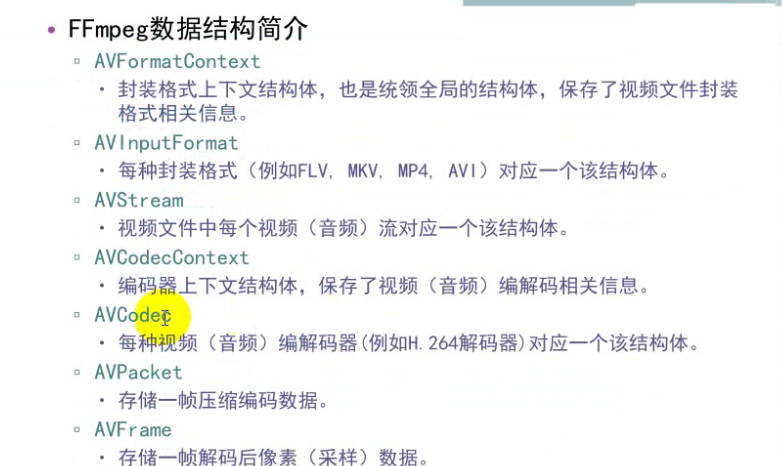 FFmpeg数据结构简介
AVFormatContext
封装格式上下文结构体，也是统领全局的结构体，保存了视频文件封装
格式相关信息。
AVInputFormat
每种封装格式（例如FLV, MKV, MP4, AVI）对应一个该结构体。
AVStream
视频文件中每个视频（音频）流对应一个该结构体。
AVCodecContext
编码器上下文结构体，保存了视频（音频）编解码相关信息。
AVCodec
每种视频（音频）编解码器(例如H.264解码器)对应一个该结构体。
AVPacket
存储一帧压缩编码数据。
AVFrame
存储一帧解码后像素（采样）数据。